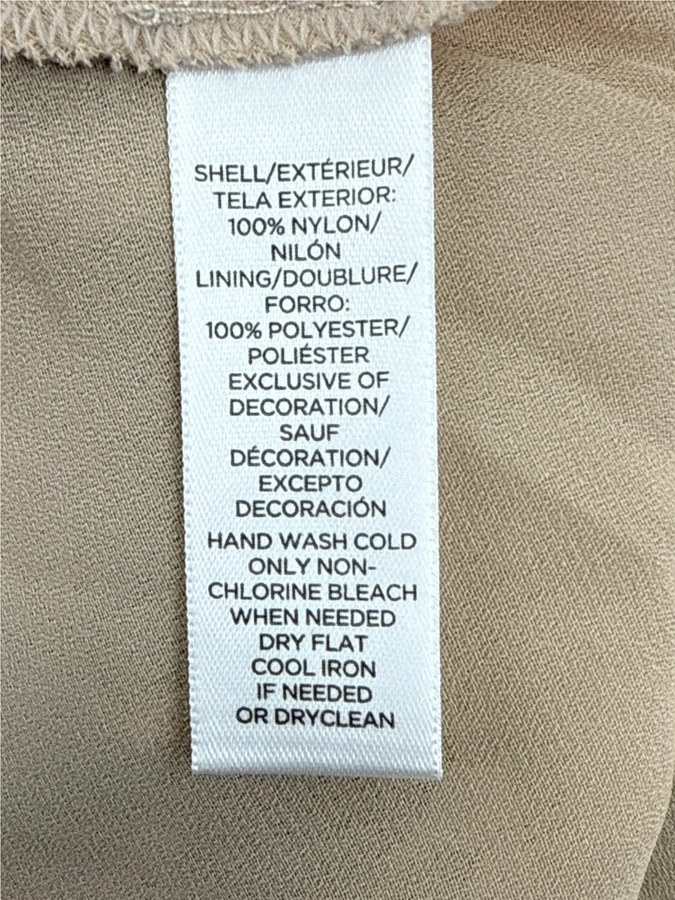 SHELL/EXTÉRIEUR/
TELA EXTERIOR:
100% NYLON/
NILÓN
LINING/DOUBLURE/
FORRO:
100% POLYESTER/
POLIÉSTER
EXCLUSIVE OF
DECORATION/
SAUF
DÉCORATION/
EXCEPTO
DECORACIÓN
HAND WASH COLD
ONLY NON-
CHLORINE BLEACH
WHEN NEEDED
DRY FLAT
COOL IRON
IF NEEDED
OR DRYCLEAN